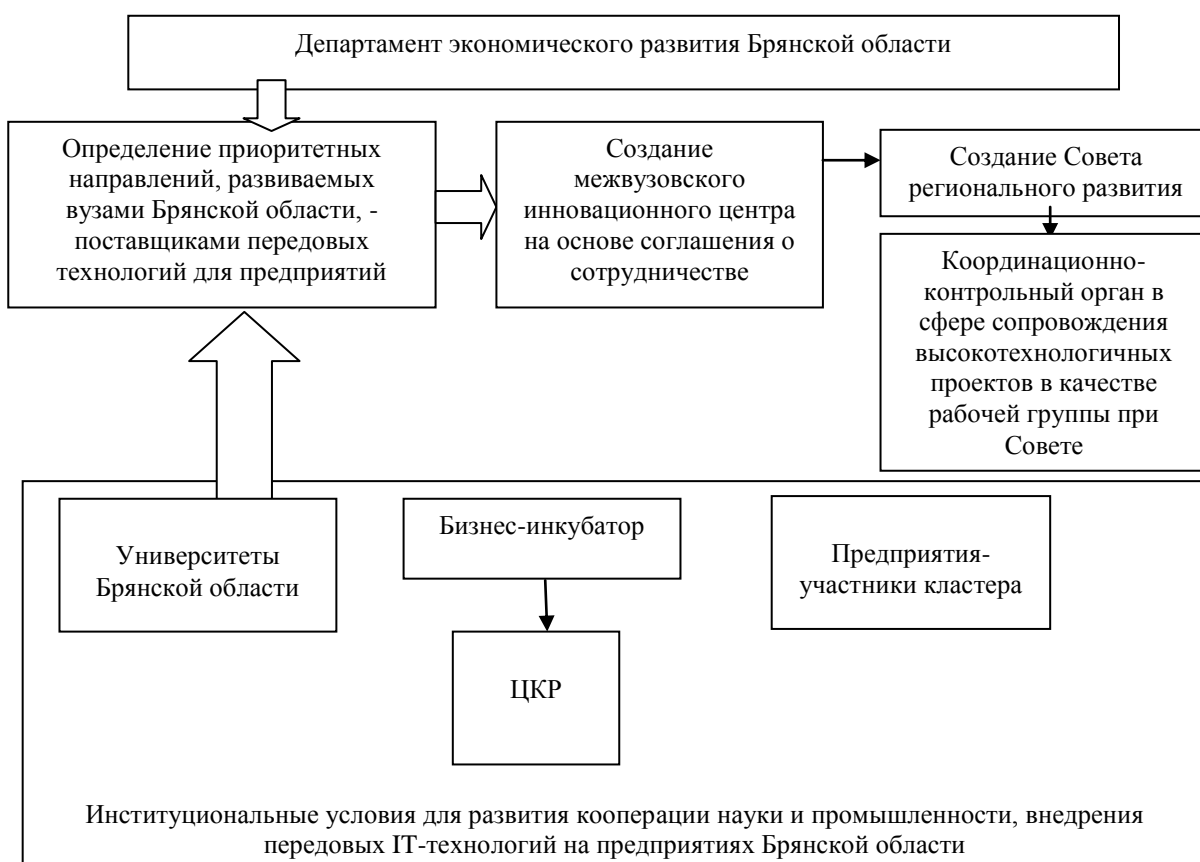 Департамент экономического развития Брянской области
Определение приоритетных
направлений, развиваемых
вузами Брянской области, -
поставщиками передовых
технологий для предприятий
Создание
межвузовского
инновационного центра
на основе соглашения о
сотрудничестве
Создание Совета
регионального развития
Координационно-
контрольный орган в
сфере сопровождения
высокотехнологичных
проектов в качестве
рабочей группы при
Совете
Университеты
Брянской области
Бизнес-инкубатор
Предприятия-
участники кластера
ЦКР
Институциональные условия для развития кооперации науки и промышленности, внедрения
передовых IT-технологий на предприятиях Брянской области